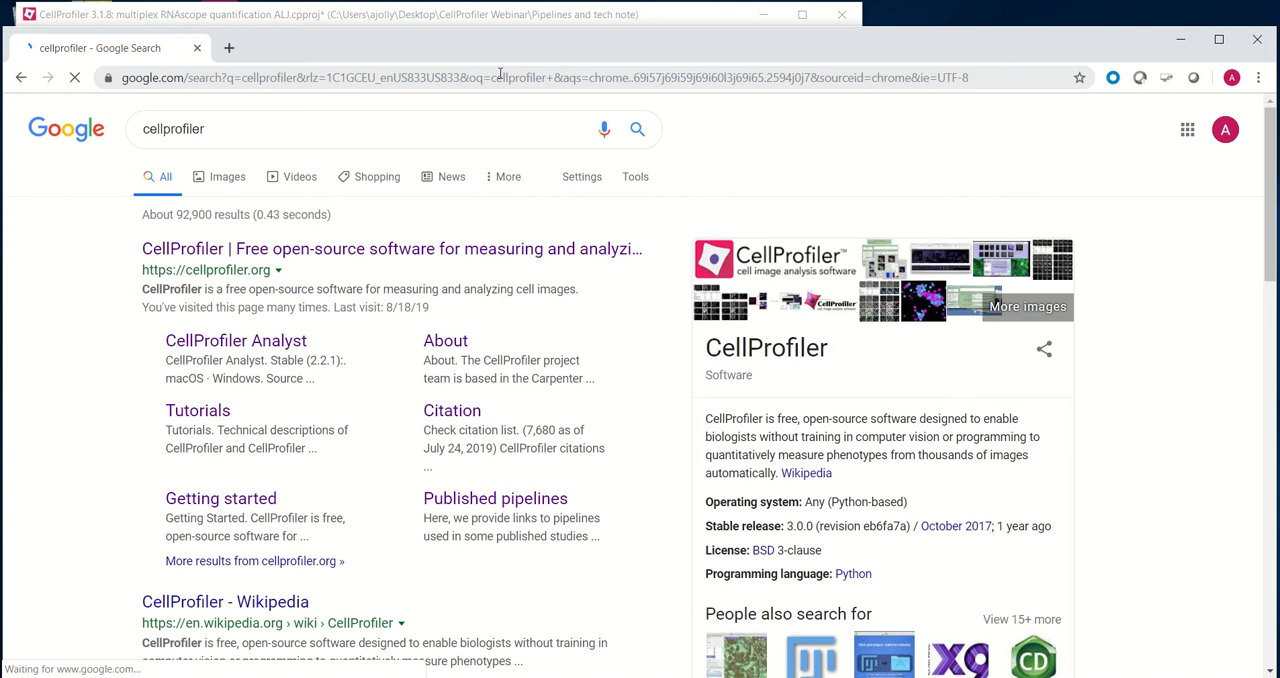 CellProfiler 3.1.8: multiplex RNAscope quantification ALJ.cpproj* (C:\Users\ajolly\Desktop\CellProfiler Webinar\Pipelines and tech note)
cellprofiler - Google Search
google.com/search?q=cellprofiler&rlz=1C1GCEU_enUS833US833&oq=cellprofiler+&aqs=chrome..69i57j69i59j69i60l3j69i65.2594j0j7&sourceid=chrome&ie=UTF-8
A
Google
cellprofiler
A
All
Images
Videos
Shopping
News
More
Settings
Tools
About 92,900 results (0.43 seconds)
CellProfiler | Free open-source software for measuring and analyzi...
https://cellprofiler.org
CellProfiler is a free open-source software for measuring and analyzing cell images.
You've visited this page many times. Last visit: 8/18/19
CellProfiler Analyst
CellProfiler Analyst. Stable (2.2.1):.
macOS · Windows. Source ...
About
About. The CellProfiler project
team is based in the Carpenter ...
Tutorials
Tutorials. Technical descriptions of
CellProfiler and CellProfiler ...
Citation
Check citation list. (7,680 as of
July 24, 2019) CellProfiler citations
...
Getting started
Getting Started. CellProfiler is free,
open-source software for ...
Published pipelines
Here, we provide links to pipelines
used in some published studies ...
More results from cellprofiler.org »
CellProfiler - Wikipedia
https://en.wikipedia.org › wiki › CellProfiler
CellProfiler is free, open-source software designed to enable biologists without training in
computer vision or programming to quantitatively measure phenotypes ...
Waiting for www.google.com...
CellProfiler™
cell image analysis software
CellProfiler
More images
CellProfiler
Software
CellProfiler is free, open-source software designed to enable
biologists without training in computer vision or programming to
quantitatively measure phenotypes from thousands of images
automatically. Wikipedia
Operating system: Any (Python-based)
Stable release: 3.0.0 (revision eb6fa7a) / October 2017; 1 year ago
License: BSD 3-clause
Programming language: Python
People also search for
View 15+ more
CD